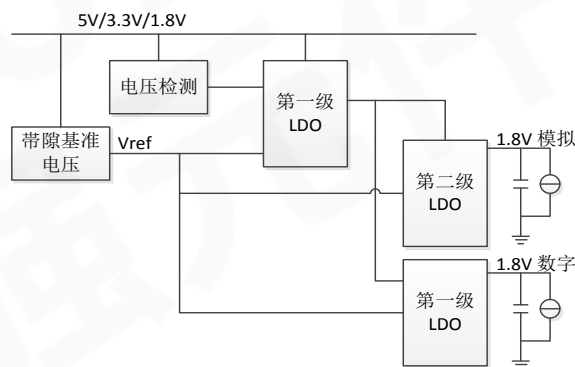 5V/3.3V/1.8V
电压检测
第一级
LDO
带隙基准
电压
Vref
1.8V 模拟
第二级
LDO
1.8V 数字
第一级
LDO